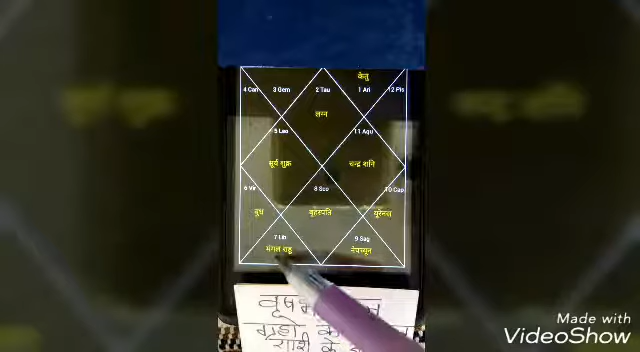 केतु
4 Can 3 Gem 2 Tau 1 Ari 12 Pis
लग्न
5 Leo 11 Aqu
सूर्य शुक्र चन्द्र शनि
6 Vir 8 Sco 10 Cap
बुध बृहस्पति यूरेनस
7 Lib 9 Sag
मंगल राहु नेपच्यून
राशी के
Made with
VideoShow